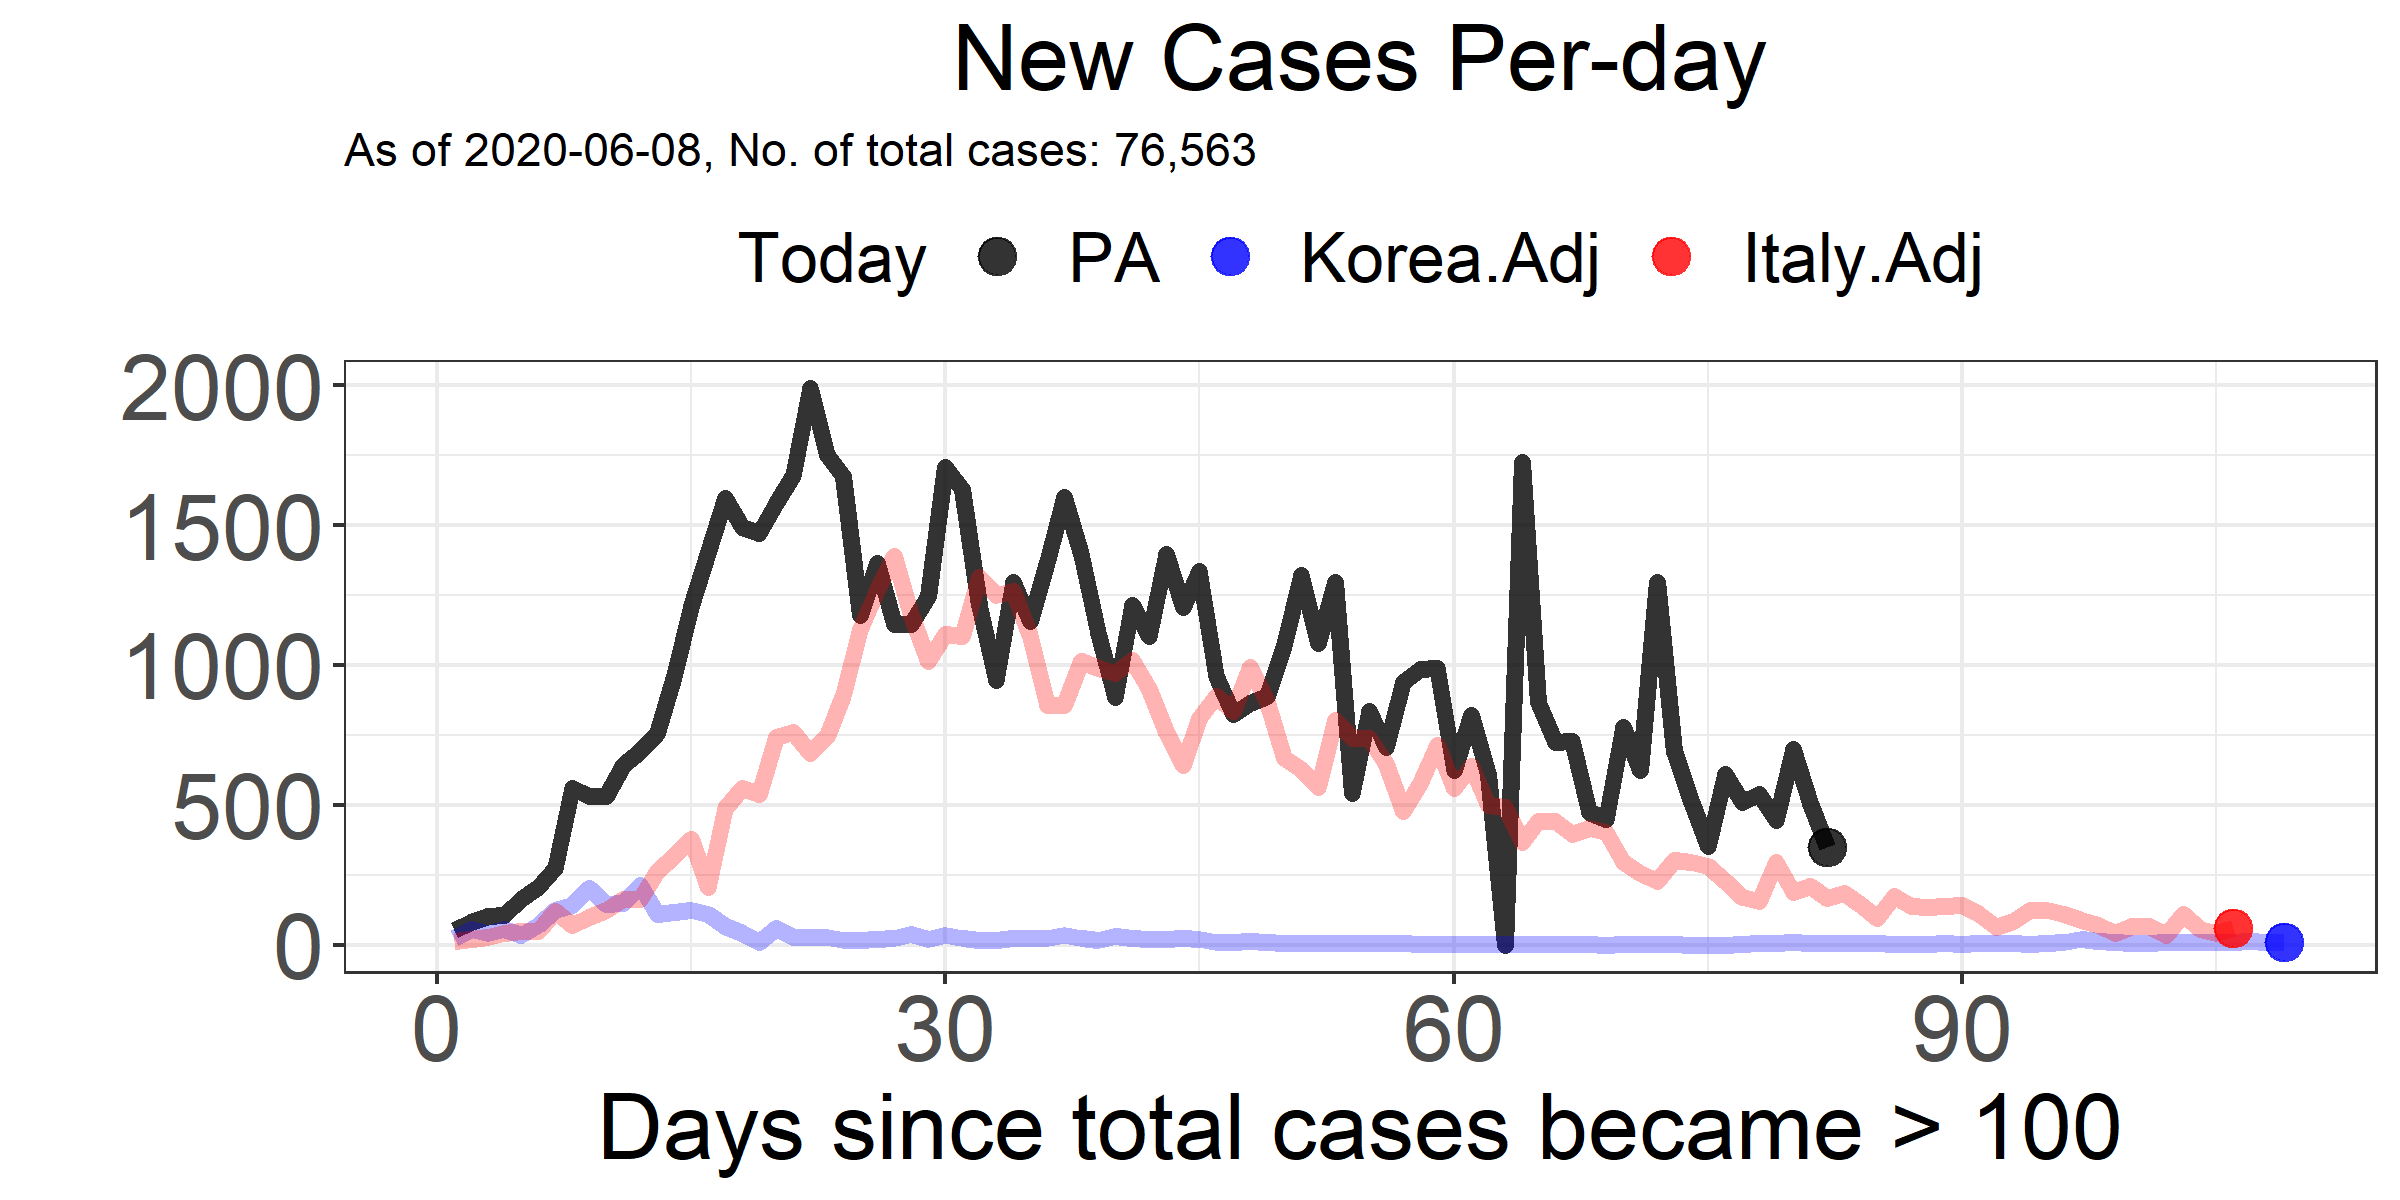 New Cases Per-day
As of 2020-06-08, No. of total cases: 76,563
Today PA Korea.Adj Italy.Adj
2000
1500
1000
500
0
0 30 60 90
Days since total cases became > 100